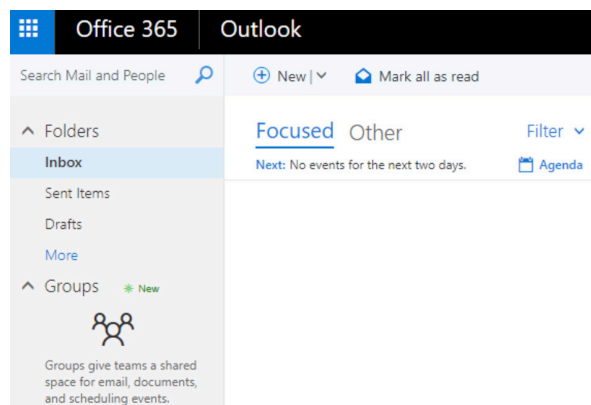 Office 365 Outlook
Search Mail and People New Mark all as read
Folders
Focused Other Filter
Inbox
Next: No events for the next two days. Agenda
Sent Items
Drafts
More
Groups New
Groups give teams a shared
space for email, documents,
and scheduling events.